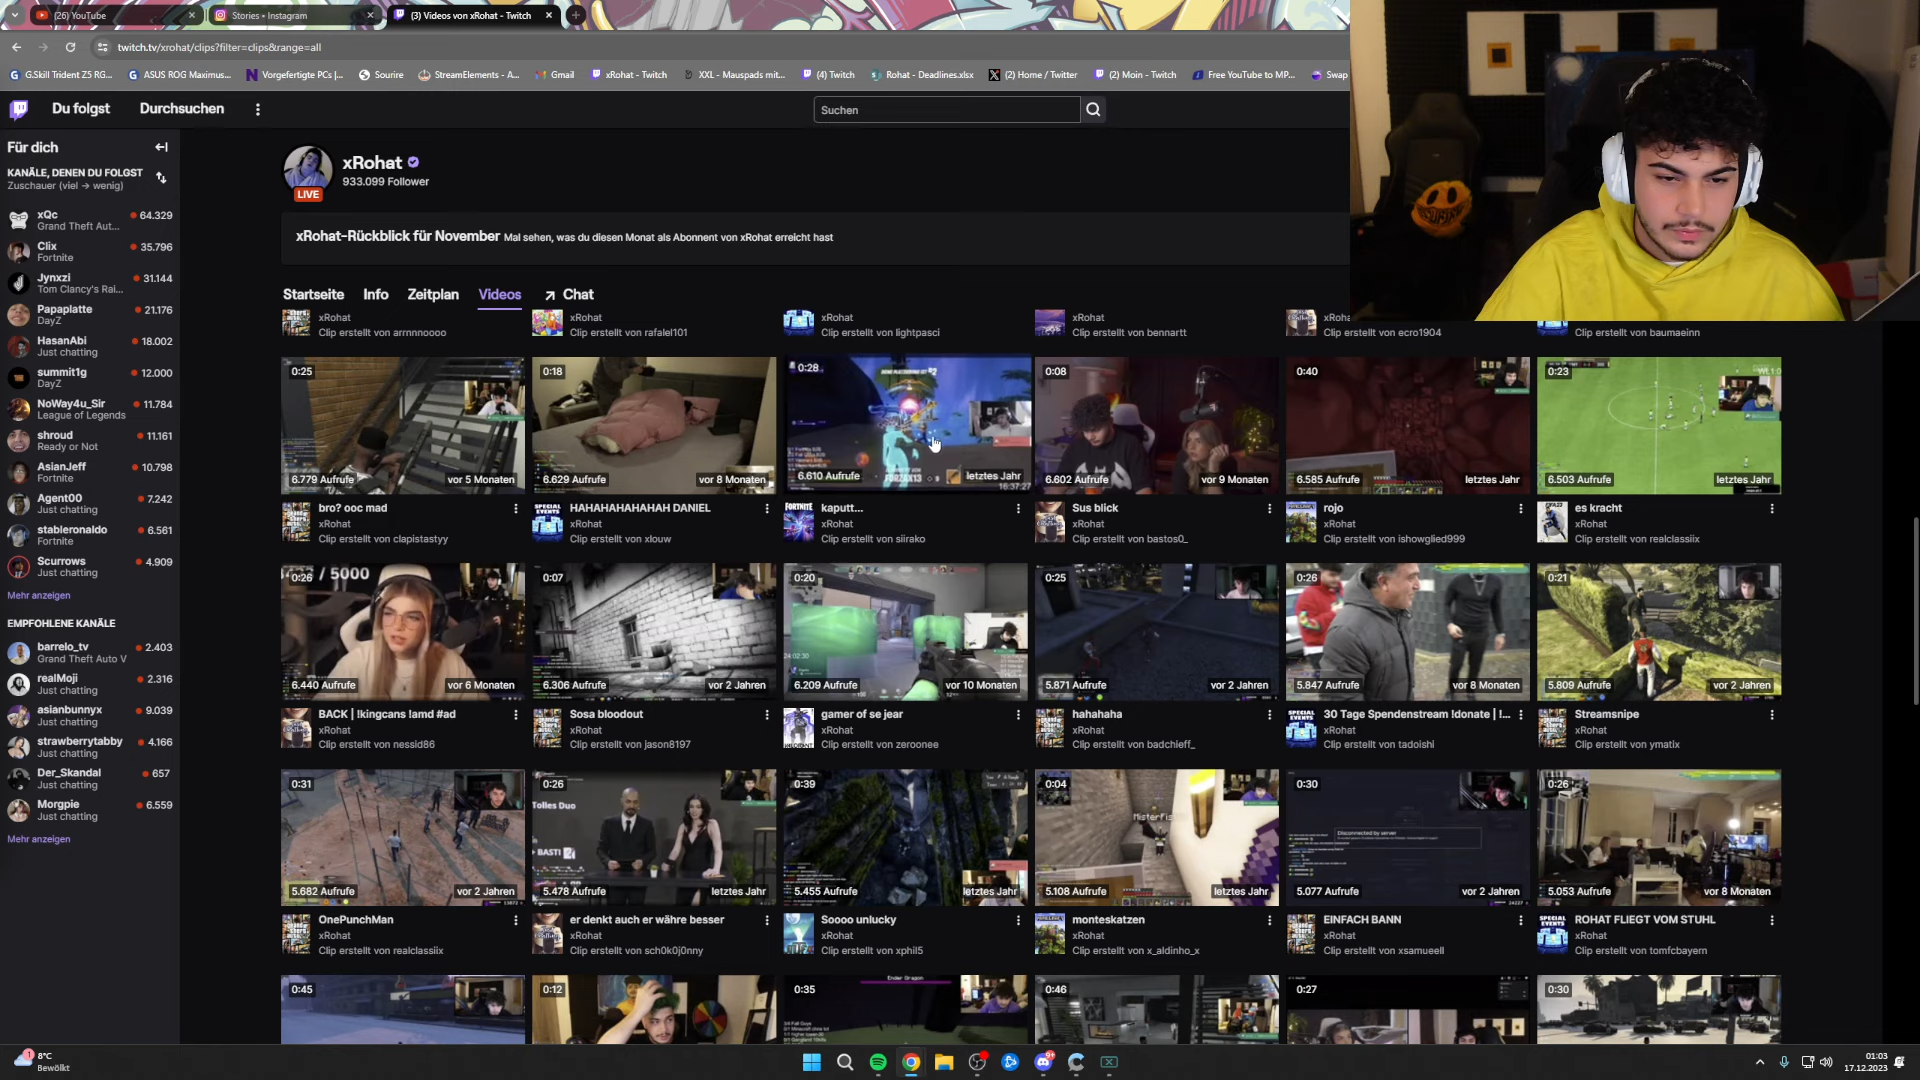 (26) YouTube
Stories • Instagram
(3) Videos von xRohat - Twitch
twitch.tv/xrohat/clips?filter=clips&range=all
G.Skill Trident Z5 RG...
ASUS ROG Maximus...
Vorgefertigte PCs |...
Sourire
StreamElements - A...
Gmail
xRohat - Twitch
XXL - Mauspads mit...
(4) Twitch
Rohat - Deadlines.xlsx
(2) Home / Twitter
(2) Moin - Twitch
Free YouTube to MP...
Swap
Du folgst
Durchsuchen
Suchen
Für dich
KANÄLE, DENEN DU FOLGST
Zuschauer (viel → wenig)
xQc
64.329
Grand Theft Aut...
Clix
35.796
Fortnite
Jynxzi
31.144
Tom Clancy's Rai...
Papaplatte
21.176
DayZ
HasanAbi
18.002
Just chatting
summit1g
12.000
DayZ
NoWay4u_Sir
11.784
League of Legends
shroud
11.161
Ready or Not
AsianJeff
10.798
Fortnite
Agent00
7.242
Just chatting
stableronaldo
6.561
Fortnite
Scurrows
4.909
Just chatting
Mehr anzeigen
EMPFOHLENE KANÄLE
barrelo_tv
2.403
Grand Theft Auto V
realMoji
2.316
Just chatting
asianbunnyx
9.039
Just chatting
strawberrytabby
4.166
Just chatting
Der_Skandal
657
Just chatting
Morgpie
6.559
Just chatting
Mehr anzeigen
xRohat
933.099 Follower
LIVE
xRohat-Rückblick für November Mal sehen, was du diesen Monat als Abonnent von xRohat erreicht hast
Startseite
Info
Zeitplan
Videos
Chat
xRohat
Clip erstellt von armnnoooo
xRohat
Clip erstellt von rafalel101
xRohat
Clip erstellt von lightpasci
xRohat
Clip erstellt von bennartt
xRoha
Clip erstellt von ecro1904
Clip erstellt von baumaeinn
0:25
6.779 Aufrufe
vor 5 Monaten
bro? ooc mad
xRohat
Clip erstellt von clapistastyy
0:18
6.629 Aufrufe
vor 8 Monaten
HAHAHAHAHAHAH DANIEL
xRohat
Clip erstellt von xlouw
0:28
6.610 Aufrufe
letztes Jahr
16:37:27
kaputt...
xRohat
Clip erstellt von siirako
0:08
6.602 Aufrufe
vor 9 Monaten
Sus blick
xRohat
Clip erstellt von bastos0_
0:40
6.585 Aufrufe
letztes Jahr
rojo
xRohat
Clip erstellt von ishowglied999
0:23
6.503 Aufrufe
letztes Jahr
es kracht
xRohat
Clip erstellt von realclassiix
0:26
/ 5000
6.440 Aufrufe
vor 6 Monaten
BACK | !kingcans !amd #ad
xRohat
Clip erstellt von nessid86
0:07
6.306 Aufrufe
vor 2 Jahren
Sosa bloodout
xRohat
Clip erstellt von jason8197
0:20
24:02:30
6.209 Aufrufe
vor 10 Monaten
gamer of se jear
xRohat
Clip erstellt von zeroonee
0:25
5.871 Aufrufe
vor 2 Jahren
hahahaha
xRohat
Clip erstellt von badchieff_
0:26
5.847 Aufrufe
vor 8 Monaten
30 Tage Spendenstream !donate | !...
xRohat
Clip erstellt von tadoishi
0:21
5.809 Aufrufe
vor 2 Jahren
Streamsnipe
xRohat
Clip erstellt von ymatix
0:31
5.682 Aufrufe
vor 2 Jahren
OnePunchMan
xRohat
Clip erstellt von realclassiix
0:26
Tolles Duo
BASTI
5.478 Aufrufe
letztes Jahr
er denkt auch er währe besser
xRohat
Clip erstellt von sch0k0j0nny
0:39
5.455 Aufrufe
letztes Jahr
Soooo unlucky
xRohat
Clip erstellt von xphil5
0:04
MisterFis
5.108 Aufrufe
letztes Jahr
monteskatzen
xRohat
Clip erstellt von x_aldinho_x
0:30
Disconnected by server
5.077 Aufrufe
vor 2 Jahren
EINFACH BANN
xRohat
Clip erstellt von xsamueell
0:26
5.053 Aufrufe
vor 8 Monaten
ROHAT FLIEGT VOM STUHL
xRohat
Clip erstellt von tomfcbayern
0:45
0:12
0:35
Ender Dragon
0:46
0:27
0:30
8°C
Bewölkt
01:03
17.12.2023